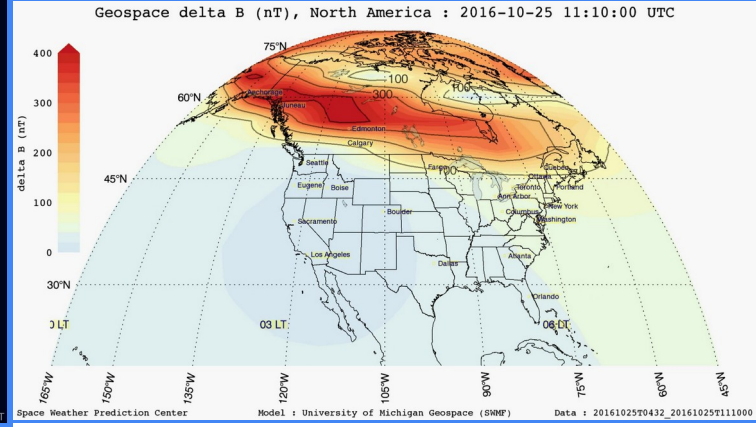 Geospace delta B (nT), North America : 2016-10-25 11:10:00 UTC
400
300
200
100
0
delta B (nT)
75°N
60°N
45°N
30°N
100
300
100
100
Anchorage
Juneau
Edmonton
Calgary
Seattle
Fargo
Quebec
Ottawa
Eugene
Boise
Toronto
Portland
Ann Arbor
Boulder
Columbus
New York
Washington
Sacramento
Los Angeles
Dallas
Atlanta
Orlando
0 LT
03 LT
06 LT
165°W
150°W
135°W
120°W
105°W
90°W
75°W
60°W
45°W
T
Space Weather Prediction Center
Model : University of Michigan Geospace (SWMF)
Data : 20161025T0432_20161025T111000